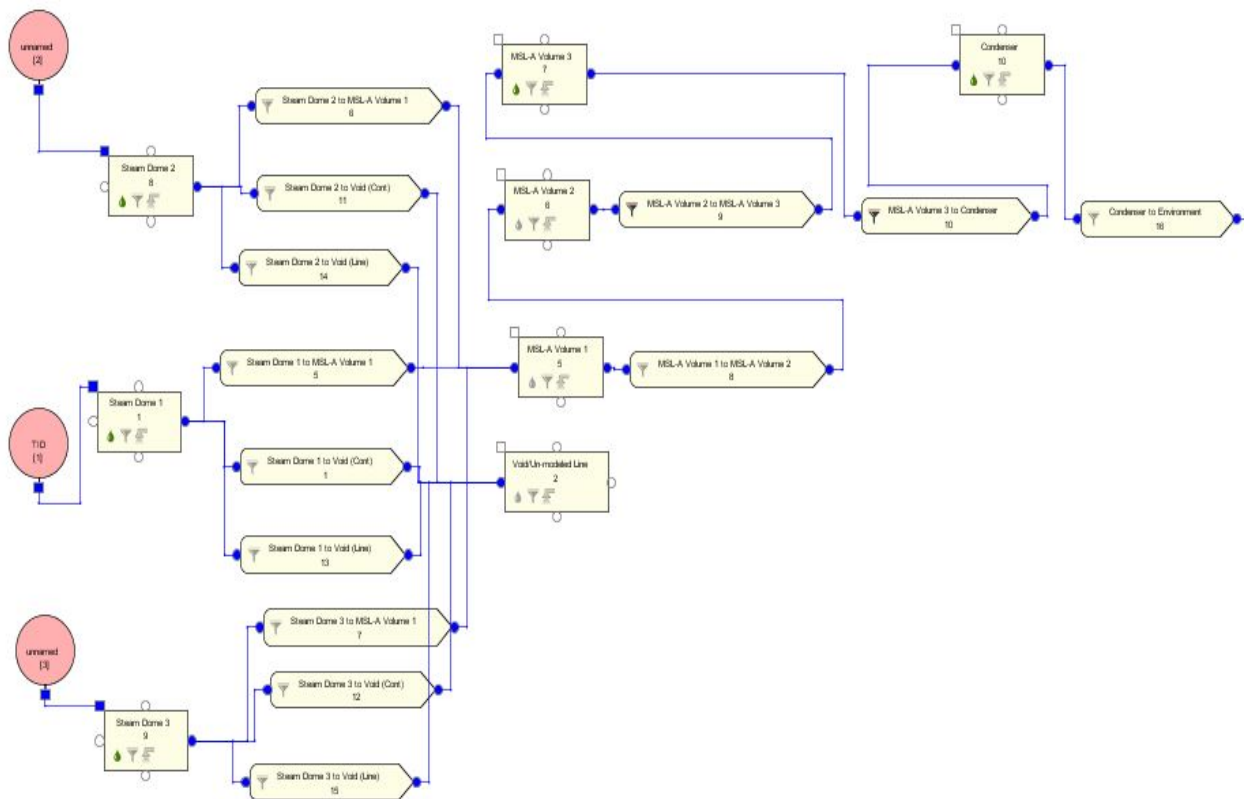 unnamed
[2]
Steam Dome 2
8
Steam Dome 2 to MSL-A Volume 1
6
Steam Dome 2 to Void (Cont)
11
Steam Dome 2 to Void (Line)
14
TID
[1]
Steam Dome 1
1
Steam Dome 1 to MSL-A Volume 1
5
Steam Dome 1 to Void (Cont)
1
Steam Dome 1 to Void (Line)
13
unnamed
[3]
Steam Dome 3
9
Steam Dome 3 to MSL-A Volume 1
7
Steam Dome 3 to Void (Cont)
12
Steam Dome 3 to Void (Line)
15
MSL-A Volume 3
7
MSL-A Volume 2
6
MSL-A Volume 2 to MSL-A Volume 3
9
MSL-A Volume 1
5
MSL-A Volume 1 to MSL-A Volume 2
8
Void/Un-modeled Line
2
Condenser
10
MSL-A Volume 3 to Condenser
10
Condenser to Environment
16